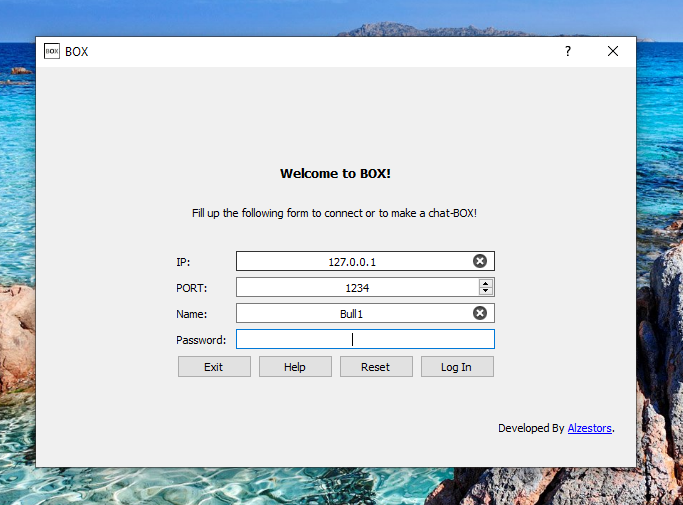 BOX BOX ?
Welcome to BOX!
Fill up the following form to connect or to make a chat-BOX!
IP: 127.0.0.1
PORT: 1234
Name: Bull1
Password:
Exit Help Reset Log In
Developed By Alzestors.